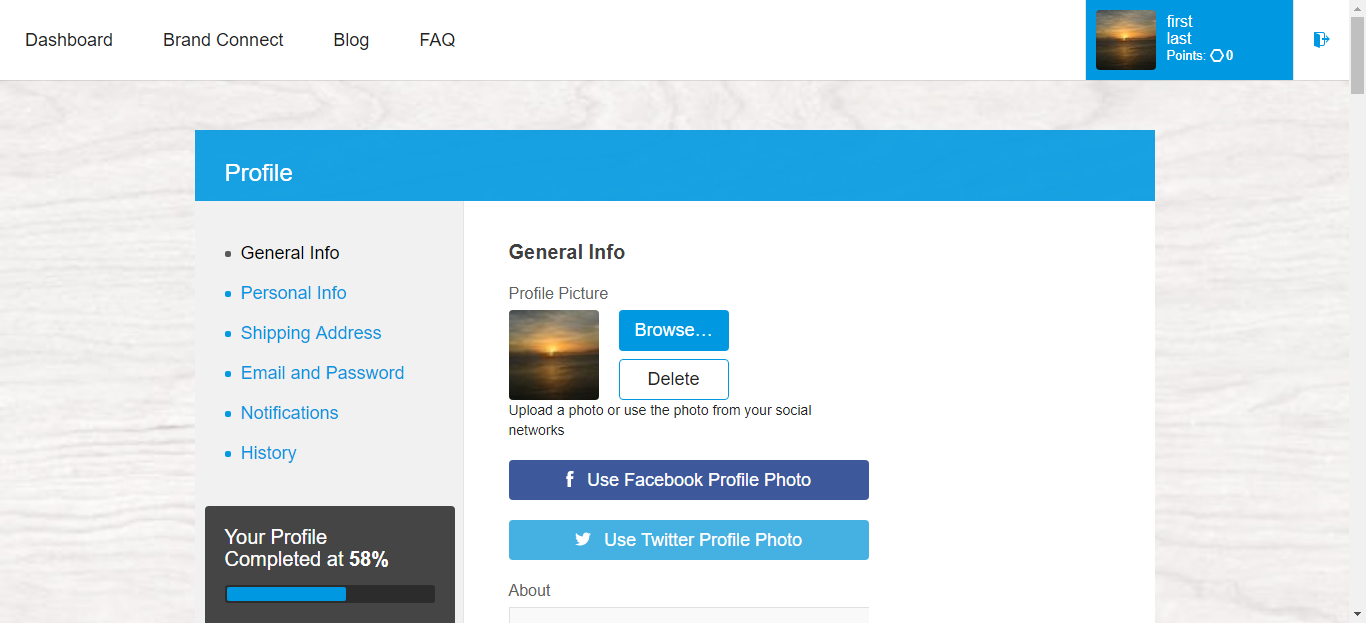 Dashboard
Brand Connect
Blog
FAQ
first
last
Points: 0
Profile
General Info
Personal Info
Shipping Address
Email and Password
Notifications
History
Your Profile
Completed at 58%
General Info
Profile Picture
Browse…
Delete
Upload a photo or use the photo from your social
networks
Use Facebook Profile Photo
Use Twitter Profile Photo
About